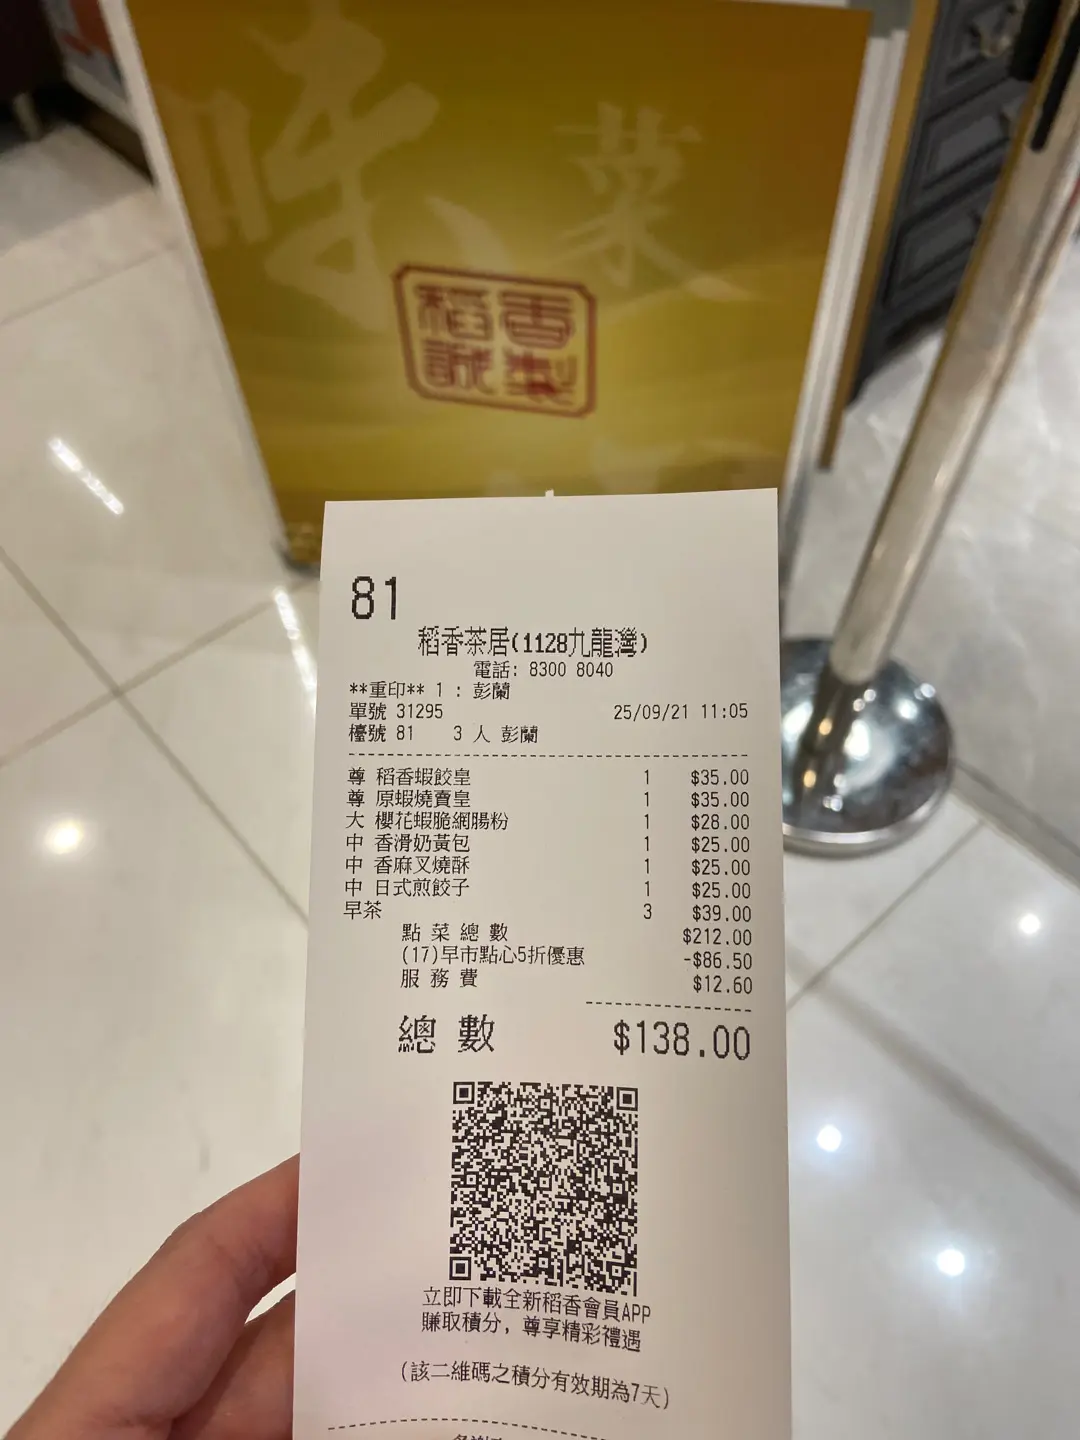 味 菜
稻香
誠製
81
稻香茶居(1128九龍灣)
電話: 8300 8040
**重印** 1 : 彭蘭
單號 31295 25/09/21 11:05
檯號 81 3 人 彭蘭
尊 稻香蝦餃皇 1 $35.00
尊 原蝦燒賣皇 1 $35.00
大 櫻花蝦脆網腸粉 1 $28.00
中 香滑奶黃包 1 $25.00
中 香麻叉燒酥 1 $25.00
中 日式煎餃子 1 $25.00
早茶 3 $39.00
點 菜 總 數 $212.00
(17)早市點心5折優惠 -$86.50
服 務 費 $12.60
總 數 $138.00
立即下載全新稻香會員APP
賺取積分, 尊享精彩禮遇
(該二維碼之積分有效期為7天)